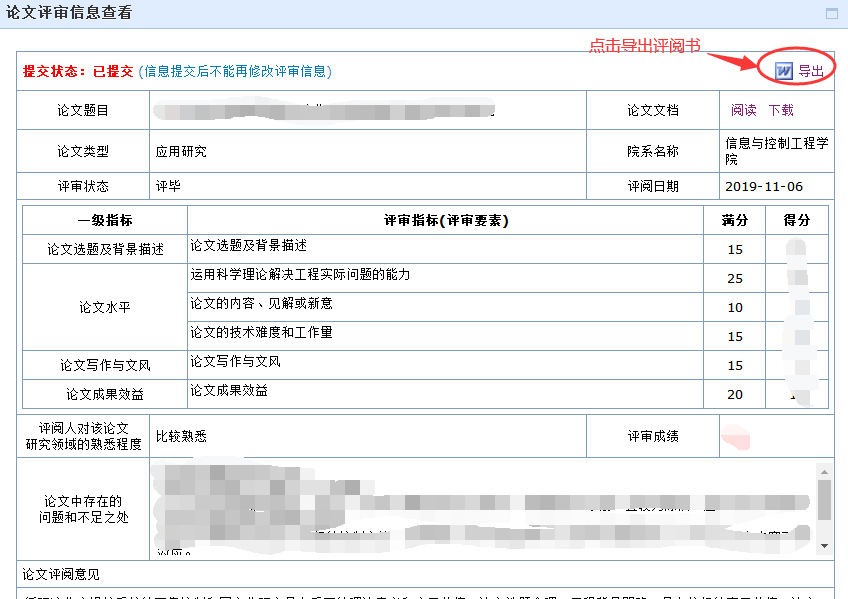 论文评审信息查看
点击导出评阅书
提交状态：已提交 (信息提交后不能再修改评审信息)
导出
论文题目
论文文档
阅读 下载
论文类型
应用研究
院系名称
信息与控制工程学
院
评审状态
评毕
评阅日期
2019-11-06
一级指标
评审指标(评审要素)
满分
得分
论文选题及背景描述
论文选题及背景描述
15
论文水平
运用科学理论解决工程实际问题的能力
25
论文的内容、见解或新意
10
论文的技术难度和工作量
15
论文写作与文风
论文写作与文风
15
论文成果效益
论文成果效益
20
评阅人对该论文
研究领域的熟悉程度
比较熟悉
评审成绩
论文中存在的
问题和不足之处
论文评阅意见